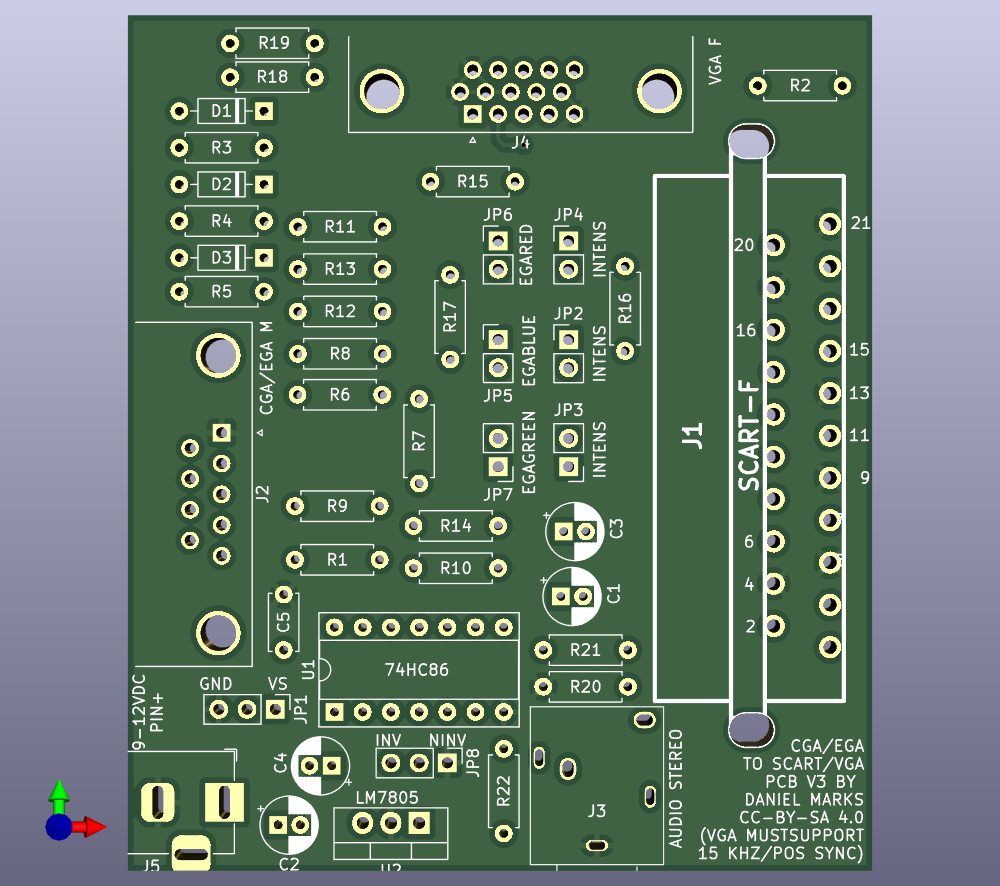 R19
VGA F
R18
R2
D1
J4
R3
R15
D2
JP6
JP4
R4
R11
EGARED
INTENS
21
20
D3
R13
R5
R12
R17
R16
JP2
16
CGA/EGA M
R8
EGABLUE
INTENS
15
R6
JP5
13
JP3
R7
EGAGREEN
INTENS
J1
SCART-F
11
J2
JP7
9
R9
R14
+
C3
R1
R10
6
+
C1
4
C5
2
U1
74HC86
R21
GND
VS
R20
9-12VDC
PIN+
JP1
INV
NINV
JP8
C4
+
AUDIO STEREO
R22
LM7805
+
J3
C2
J5
CGA/EGA
TO SCART/VGA
PCB V3 BY
DANIEL MARKS
CC-BY-SA 4.0
(VGA MUSTSUPPORT
15 KHZ/POS SYNC)